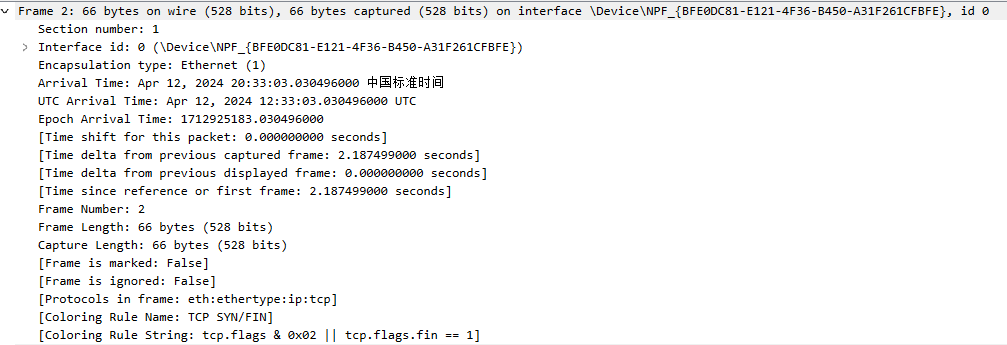 Frame 2: 66 bytes on wire (528 bits), 66 bytes captured (528 bits) on interface \Device\NPF_{BFE0DC81-E121-4F36-B450-A31F261CFBFE}, id 0
Section number: 1
Interface id: 0 (\Device\NPF_{BFE0DC81-E121-4F36-B450-A31F261CFBFE})
Encapsulation type: Ethernet (1)
Arrival Time: Apr 12, 2024 20:33:03.030496000 中国标准时间
UTC Arrival Time: Apr 12, 2024 12:33:03.030496000 UTC
Epoch Arrival Time: 1712925183.030496000
[Time shift for this packet: 0.000000000 seconds]
[Time delta from previous captured frame: 2.187499000 seconds]
[Time delta from previous displayed frame: 0.000000000 seconds]
[Time since reference or first frame: 2.187499000 seconds]
Frame Number: 2
Frame Length: 66 bytes (528 bits)
Capture Length: 66 bytes (528 bits)
[Frame is marked: False]
[Frame is ignored: False]
[Protocols in frame: eth:ethertype:ip:tcp]
[Coloring Rule Name: TCP SYN/FIN]
[Coloring Rule String: tcp.flags & 0x02 || tcp.flags.fin == 1]